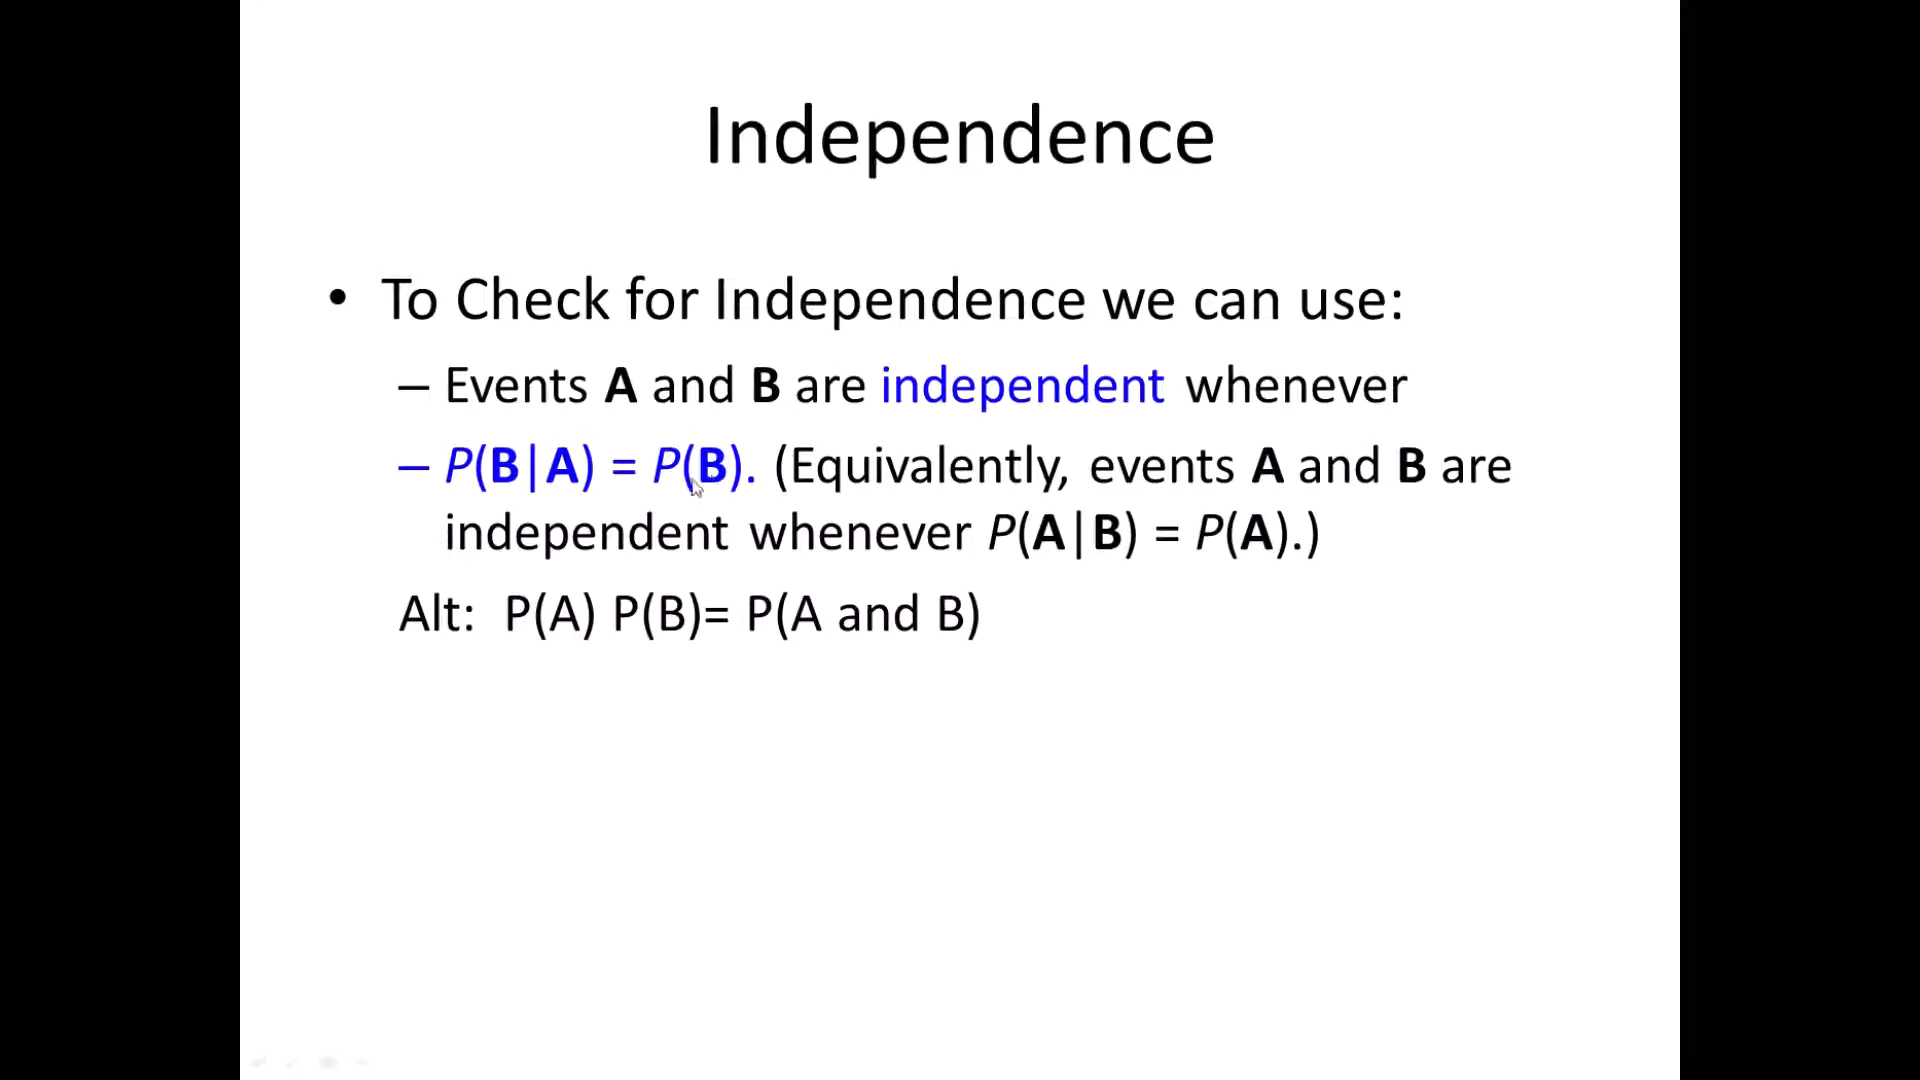 Independence
• To Check for Independence we can use:
– Events A and B are independent whenever
– P(B|A) = P(B). (Equivalently, events A and B are
independent whenever P(A|B) = P(A).)
Alt: P(A) P(B)= P(A and B)